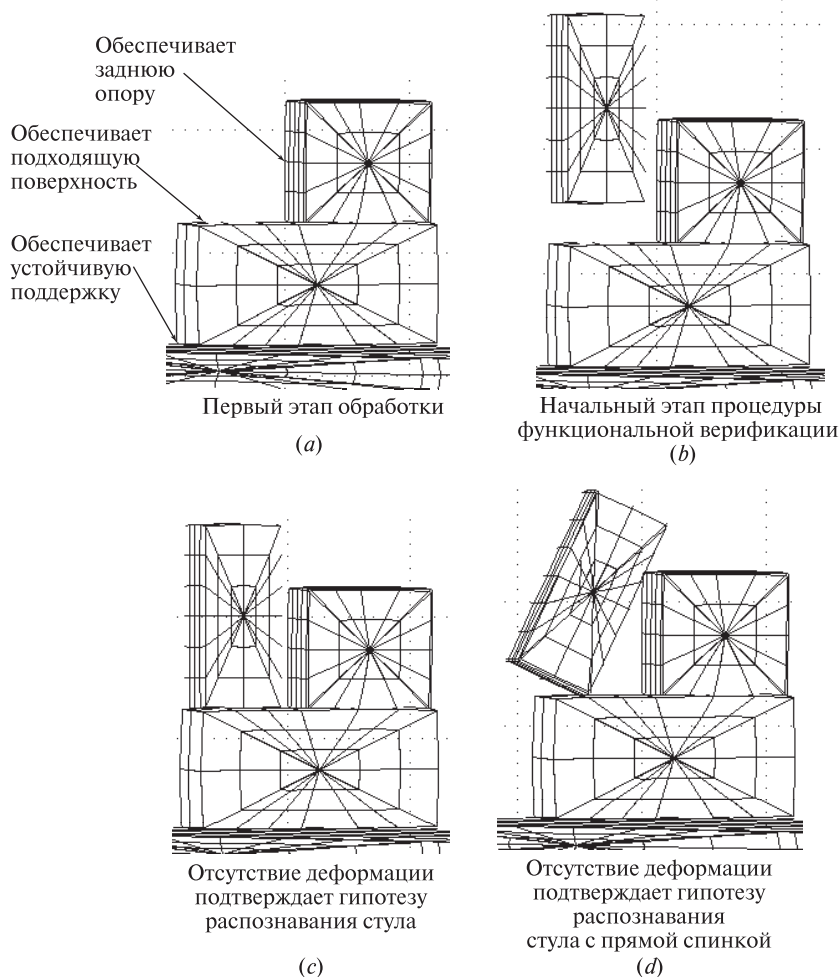 Обеспечивает
заднюю
опору
Обеспечивает
подходящую
поверхность
Обеспечивает
устойчивую
поддержку
Первый этап обработки
(a)
Начальный этап процедуры
функциональной верификации
(b)
Отсутствие деформации
подтверждает гипотезу
распознавания стула
(c)
Отсутствие деформации
подтверждает гипотезу
распознавания
стула с прямой спинкой
(d)